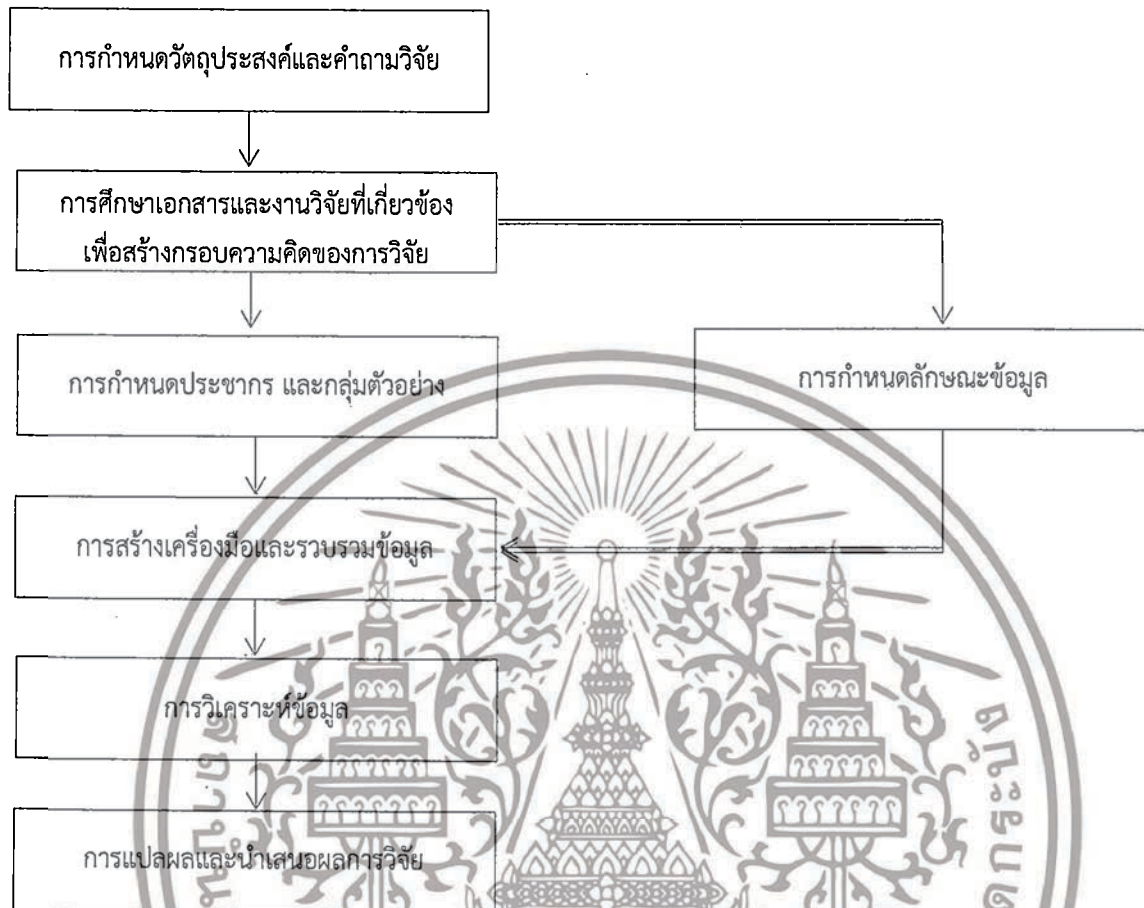 การกำหนดวัตถุประสงค์และคำถามวิจัย
การศึกษาเอกสารและงานวิจัยที่เกี่ยวข้อง
เพื่อสร้างกรอบความคิดของการวิจัย
การกำหนดประชากร และกลุ่มตัวอย่าง
การกำหนดลักษณะข้อมูล
การสร้างเครื่องมือและรวบรวมข้อมูล
การวิเคราะห์ข้อมูล
การแปลผลและนำเสนอผลการวิจัย